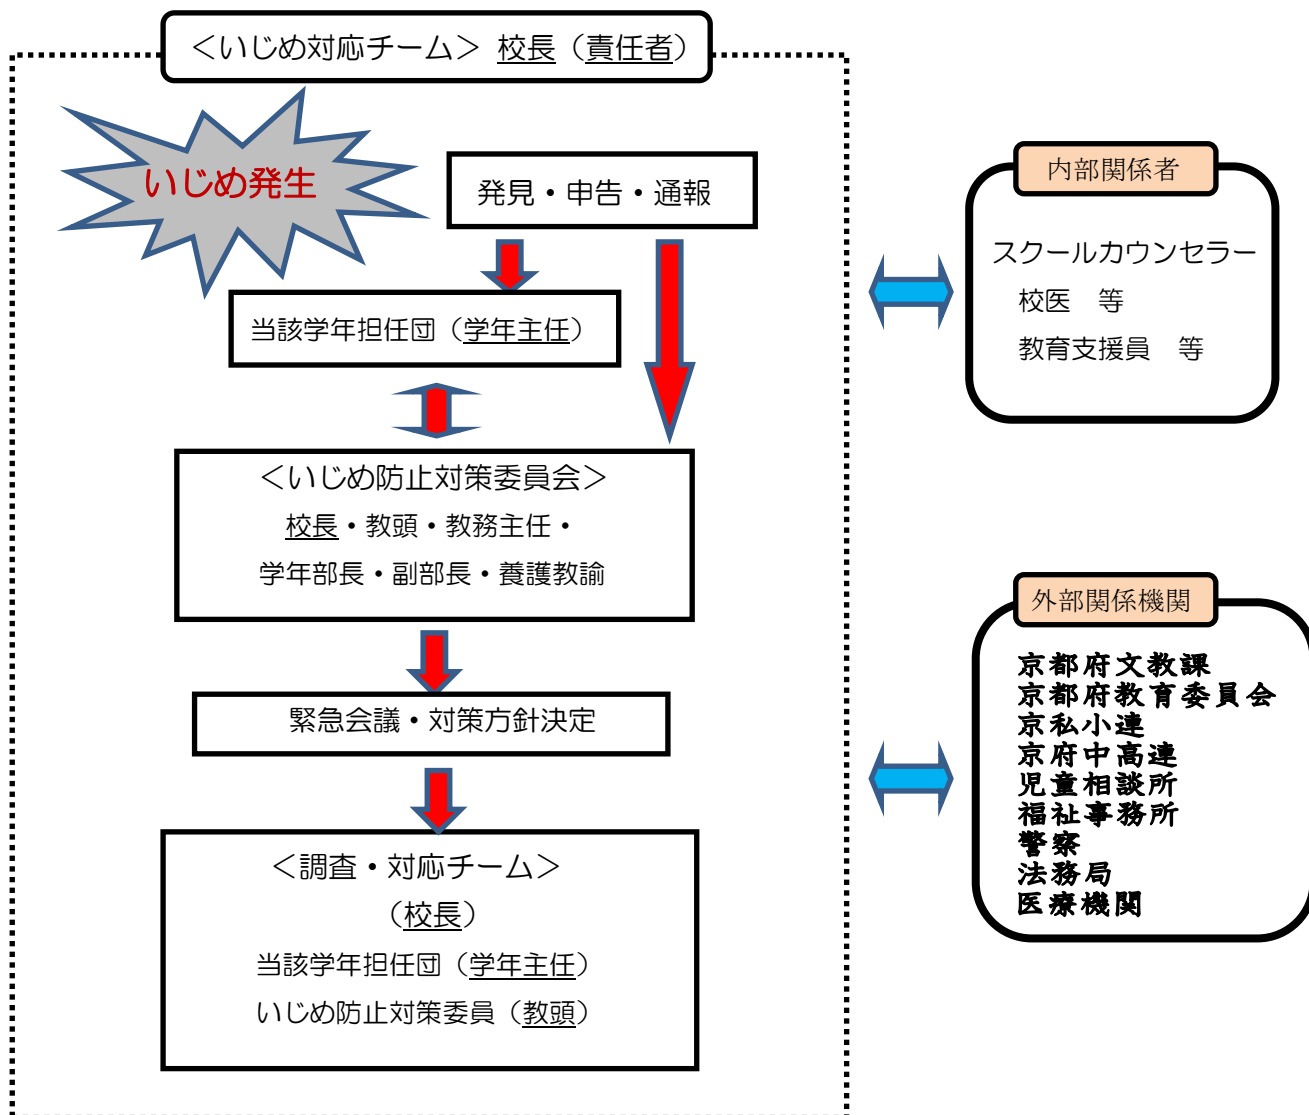 ＜いじめ対応チーム＞ 校長（責任者）
いじめ発生
発見・申告・通報
当該学年担任団（学年主任）
＜いじめ防止対策委員会＞
校長・教頭・教務主任・
学年部長・副部長・養護教諭
緊急会議・対策方針決定
＜調査・対応チーム＞
（校長）
当該学年担任団（学年主任）
いじめ防止対策委員（教頭）
内部関係者
スクールカウンセラー
校医　等
教育支援員　等
外部関係機関
京都府文教課
京都府教育委員会
京私小連
京府中高連
児童相談所
福祉事務所
警察
法務局
医療機関